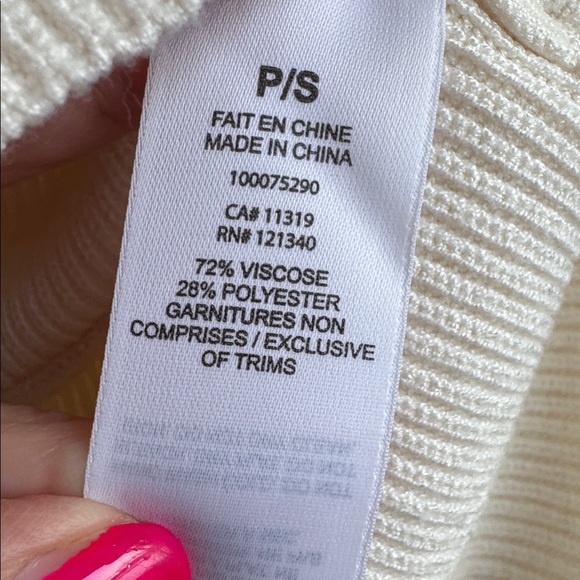 P/S
FAIT EN CHINE
MADE IN CHINA
100075290
CA# 11319
RN# 121340
72% VISCOSE
28% POLYESTER
GARNITURES NON
COMPRISES / EXCLUSIVE
OF TRIMS